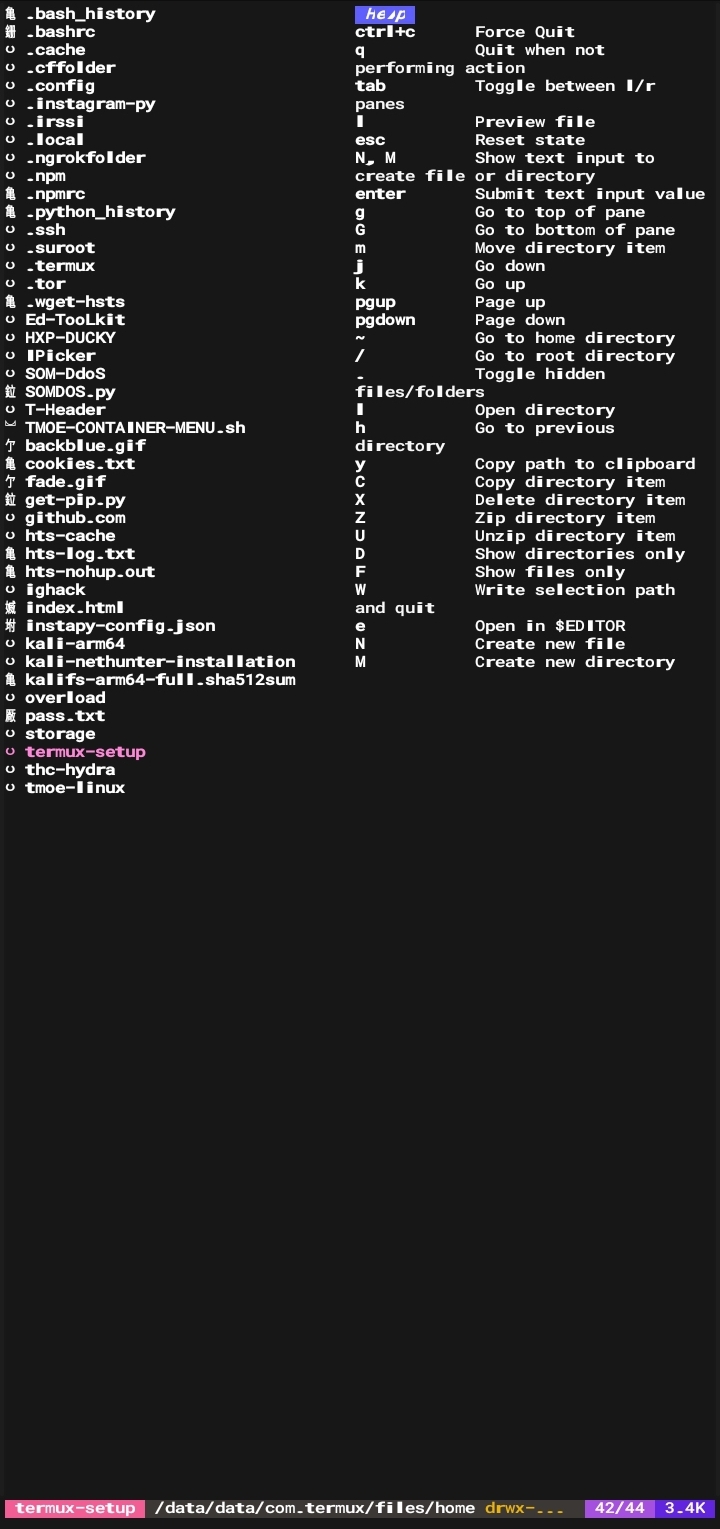 .bash_history
.bashrc
.cache
.cffolder
.config
.instagram-py
.irssi
.local
.ngrokfolder
.npm
.npmrc
.python_history
.ssh
.suroot
.termux
.tor
.wget-hsts
Ed-TooLkit
HXP-DUCKY
IPicker
SOM-DdoS
SOMDOS.py
T-Header
TMOE-CONTAINER-MENU.sh
backblue.gif
cookies.txt
fade.gif
get-pip.py
github.com
hts-cache
hts-log.txt
hts-nohup.out
ighack
index.html
instapy-config.json
kali-arm64
kali-nethunter-installation
kalifs-arm64-full.sha512sum
overload
pass.txt
storage
termux-setup
thc-hydra
tmoe-linux
help
ctrl+c Force Quit
q Quit when not
performing action
tab Toggle between l/r
panes
l Preview file
esc Reset state
N, M Show text input to
create file or directory
enter Submit text input value
g Go to top of pane
G Go to bottom of pane
m Move directory item
j Go down
k Go up
pgup Page up
pgdown Page down
~ Go to home directory
/ Go to root directory
. Toggle hidden
files/folders
l Open directory
h Go to previous
directory
y Copy path to clipboard
C Copy directory item
X Delete directory item
Z Zip directory item
U Unzip directory item
D Show directories only
F Show files only
W Write selection path
and quit
e Open in $EDITOR
N Create new file
M Create new directory
termux-setup /data/data/com.termux/files/home drwx-... 42/44 3.4K